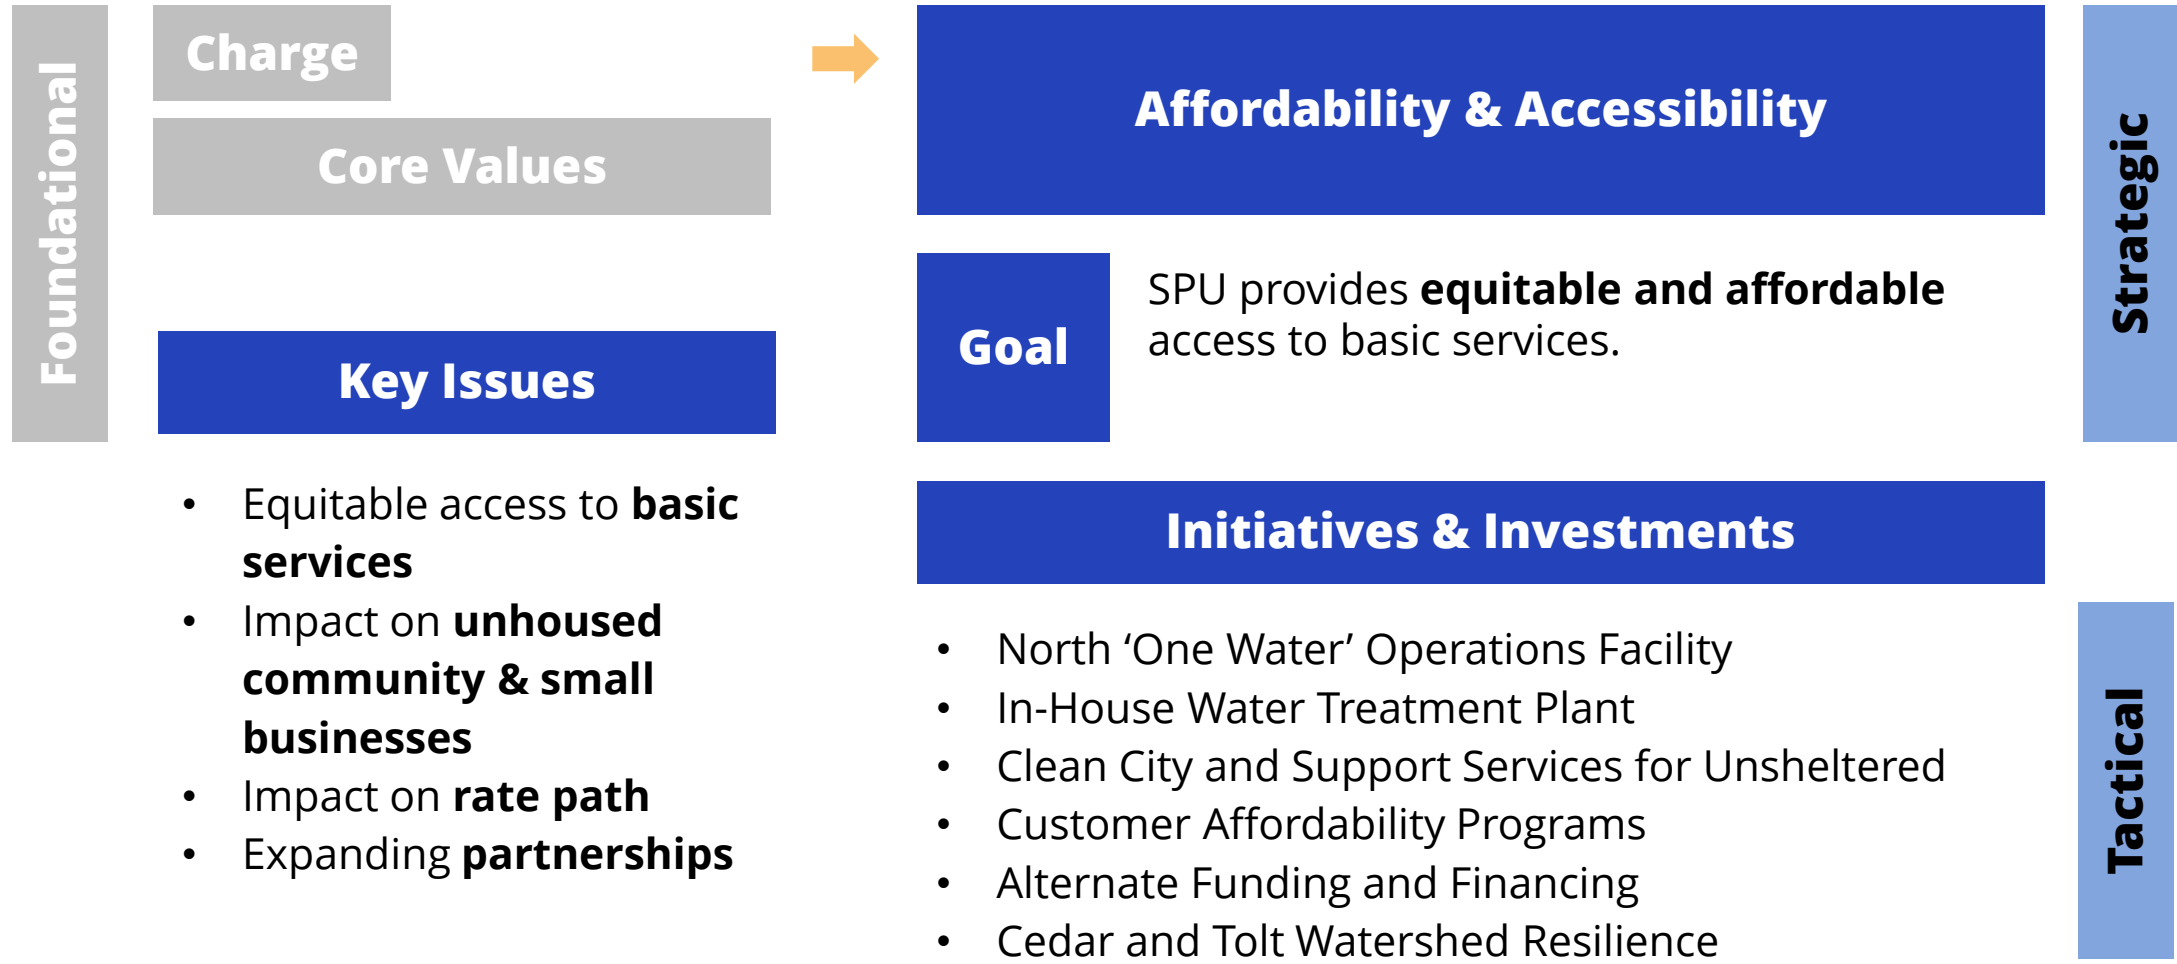 Foundational
Charge
Core Values
Key Issues
• Equitable access to basic
services
• Impact on unhoused
community & small
businesses
• Impact on rate path
• Expanding partnerships
Affordability & Accessibility
Goal
SPU provides equitable and affordable
access to basic services.
Initiatives & Investments
• North ‘One Water’ Operations Facility
• In-House Water Treatment Plant
• Clean City and Support Services for Unsheltered
• Customer Affordability Programs
• Alternate Funding and Financing
• Cedar and Tolt Watershed Resilience
Strategic
Tactical